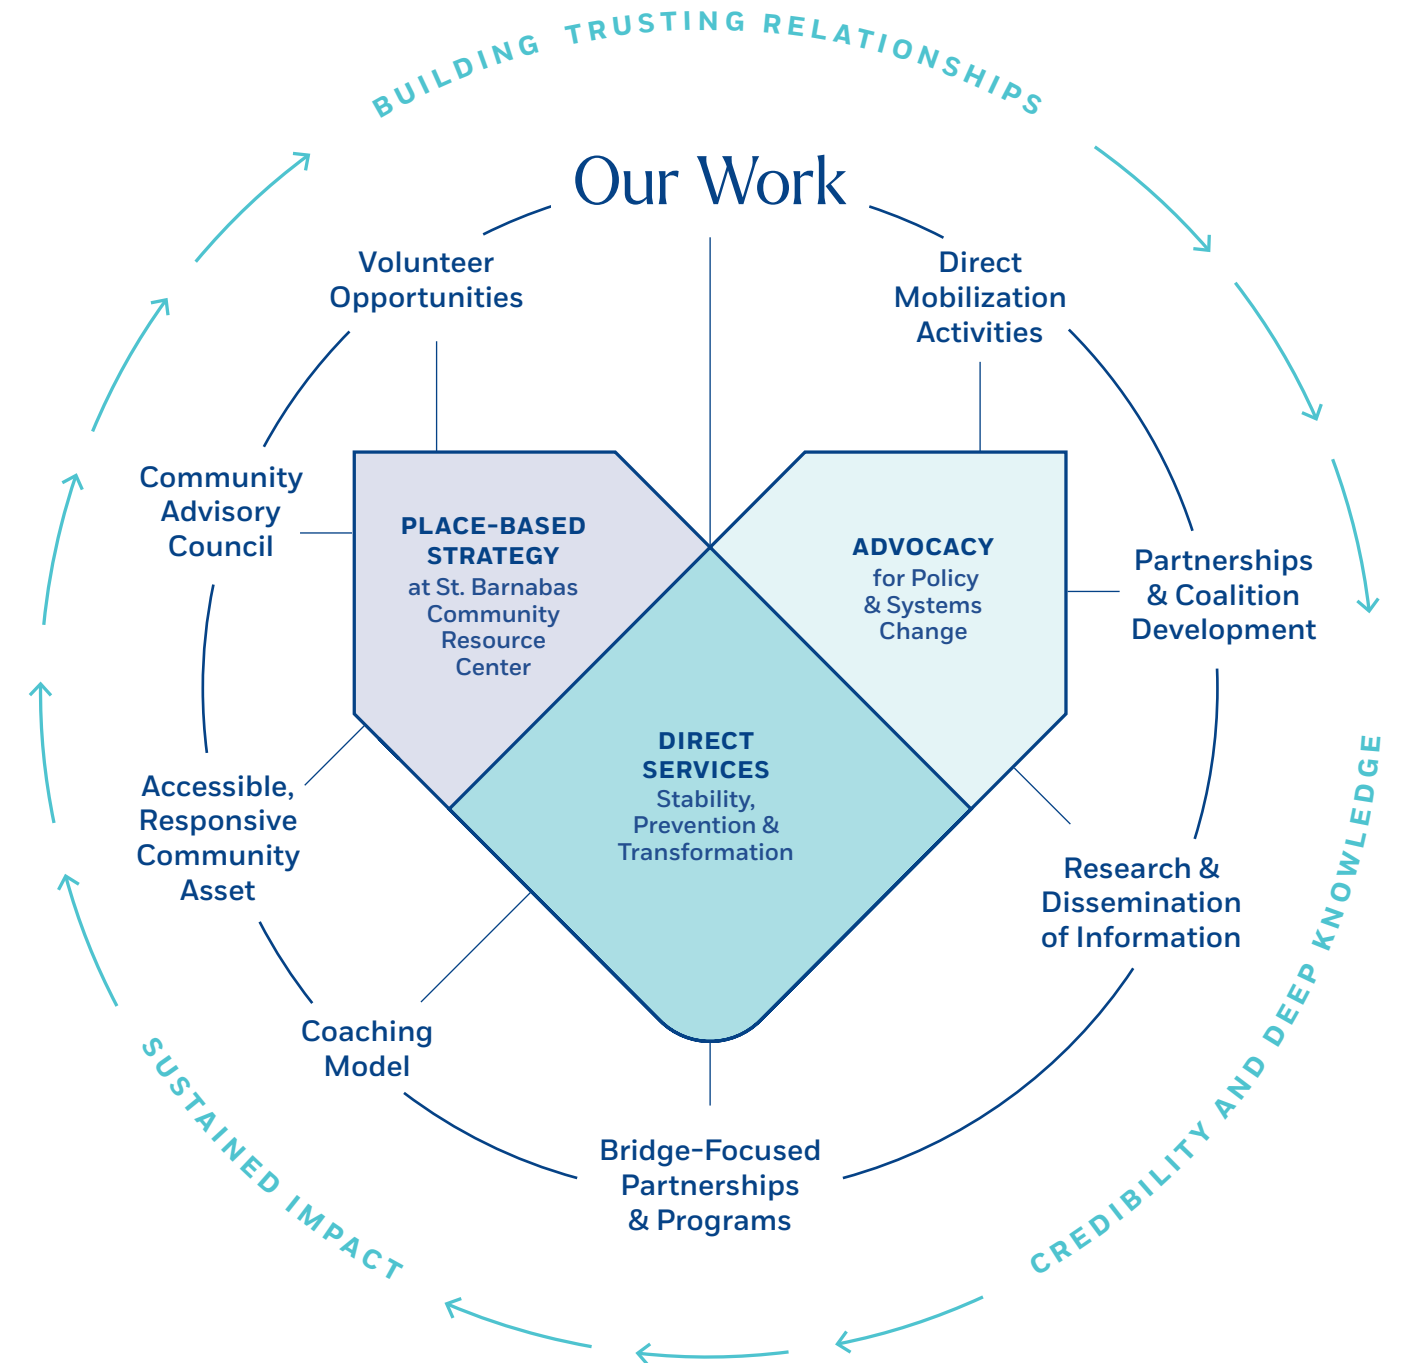 BUILDING TRUSTING RELATIONSHIPS
Our Work
Volunteer
Opportunities
Direct
Mobilization
Activities
Community
Advisory
Council
PLACE-BASED
STRATEGY
at St. Barnabas
Community
Resource
Center
ADVOCACY
for Policy
& Systems
Change
Partnerships
& Coalition
Development
DIRECT
SERVICES
Stability,
Prevention &
Transformation
Accessible,
Responsive
Community
Asset
Research &
Dissemination
of Information
Coaching
Model
Bridge-Focused
Partnerships
& Programs
CREDIBILITY AND DEEP KNOWLEDGE
SUSTAINED IMPACT